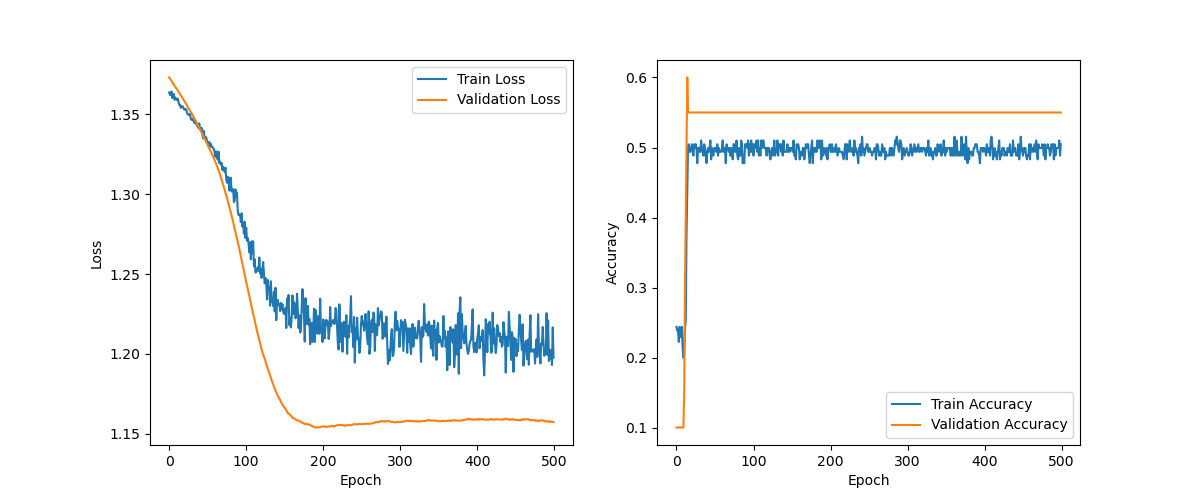 Train Loss
Validation Loss
1.35
1.30
1.25
1.20
1.15
Loss
0 100 200 300 400 500
Epoch
0.6
0.5
0.4
0.3
0.2
0.1
Accuracy
Train Accuracy
Validation Accuracy
0 100 200 300 400 500
Epoch